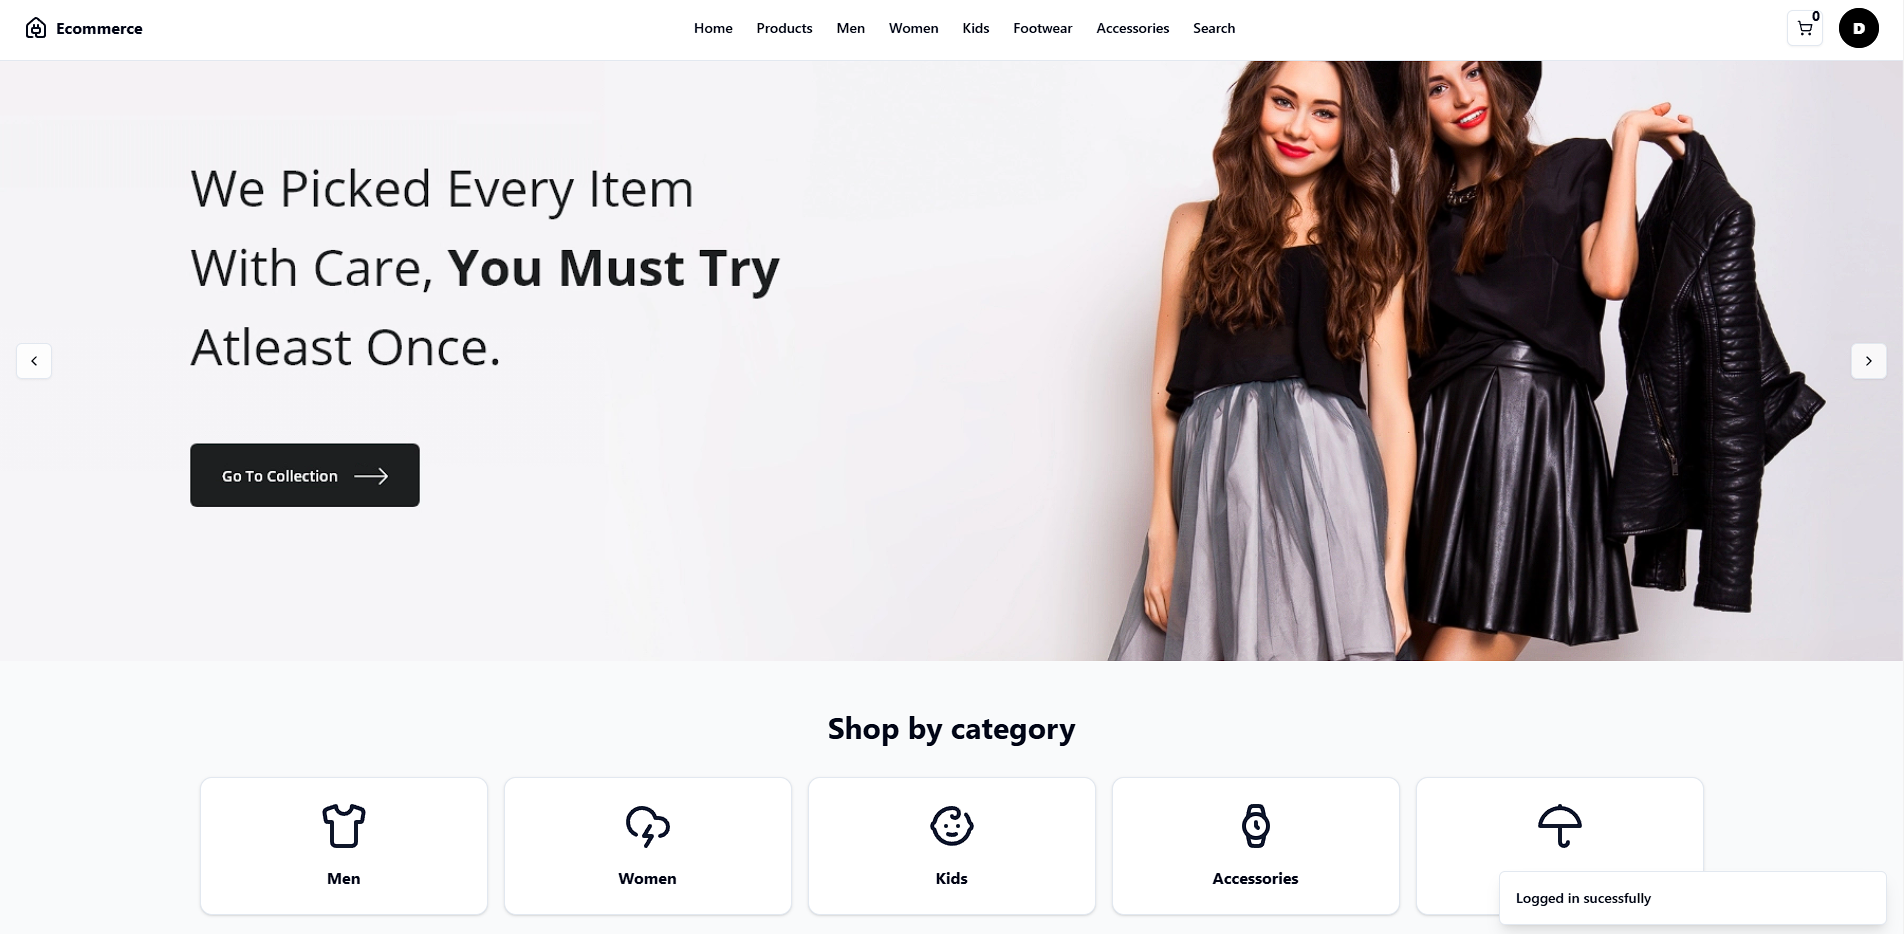 Ecommerce
Home Products Men Women Kids Footwear Accessories Search
0
D
We Picked Every Item
With Care, You Must Try
Atleast Once.
Go To Collection
Shop by category
Men
Women
Kids
Accessories
Logged in sucessfully